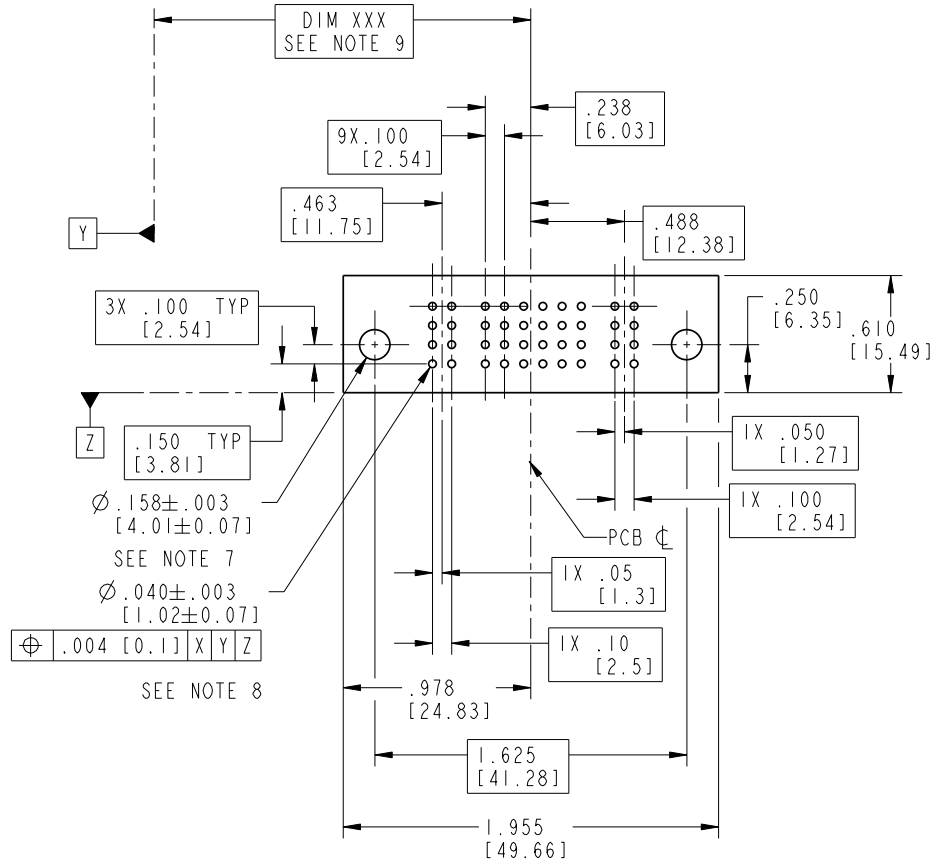 DIM XXX
SEE NOTE 9
.238
[6.03]
9X .100
[2.54]
.463
[11.75]
.488
[12.38]
Y
3X .100 TYP
[2.54]
.250
[6.35]
.610
[15.49]
Z
.150 TYP
[3.81]
1X .050
[1.27]
Ø .158±.003
[4.01±0.07]
SEE NOTE 7
1X .100
[2.54]
PCB ℄
Ø .040±.003
[1.02±0.07]
⌖ .004 [0.1] X Y Z
SEE NOTE 8
1X .05
[1.3]
1X .10
[2.5]
.978
[24.83]
1.625
[41.28]
1.955
[49.66]